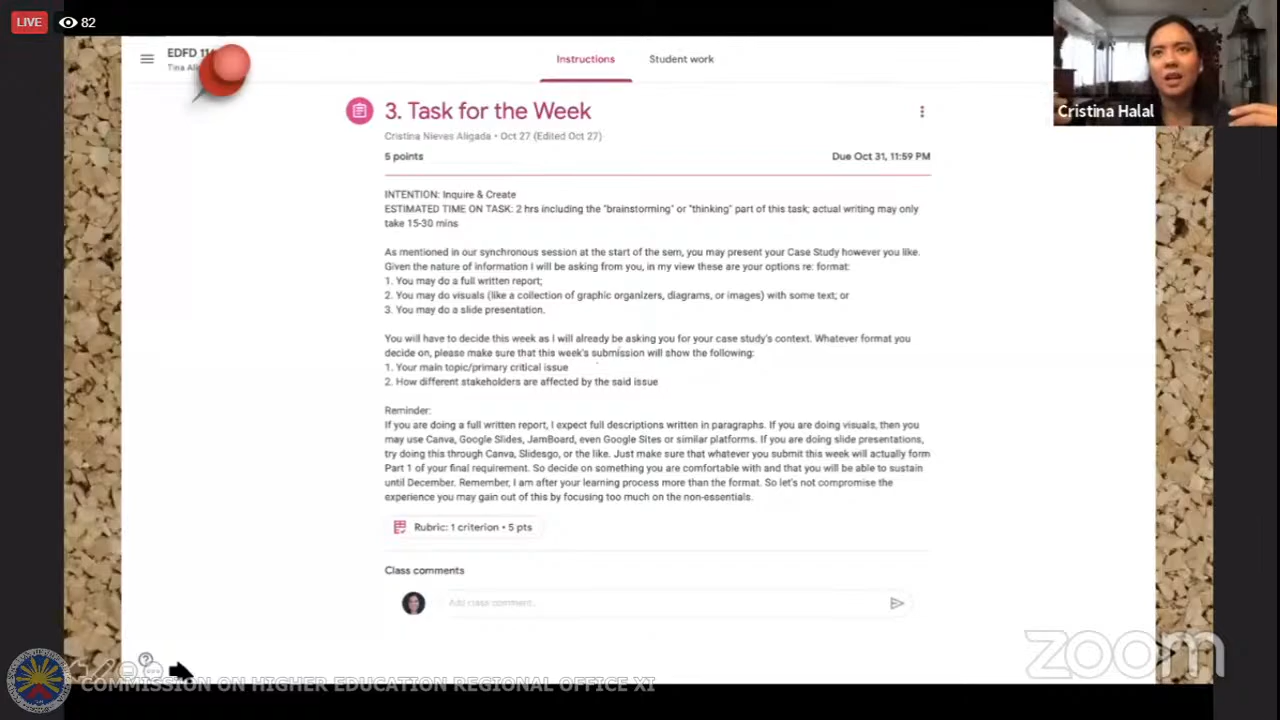 LIVE 82
EDFD 11
Tina Ali
Instructions
Student work
Cristina Halal
3. Task for the Week
Cristina Nieves Aligada • Oct 27 (Edited Oct 27)
5 points
Due Oct 31, 11:59 PM
INTENTION: Inquire & Create
ESTIMATED TIME ON TASK: 2 hrs including the "brainstorming" or "thinking" part of this task; actual writing may only
take 15-30 mins
As mentioned in our synchronous session at the start of the sem, you may present your Case Study however you like.
Given the nature of information I will be asking from you, in my view these are your options re: format:
1. You may do a full written report;
2. You may do visuals (like a collection of graphic organizers, diagrams, or images) with some text; or
3. You may do a slide presentation.
You will have to decide this week as I will already be asking you for your case study's context. Whatever format you
decide on, please make sure that this week's submission will show the following:
1. Your main topic/primary critical issue
2. How different stakeholders are affected by the said issue
Reminder:
If you are doing a full written report, I expect full descriptions written in paragraphs. If you are doing visuals, then you
may use Canva, Google Slides, JamBoard, even Google Sites or similar platforms. If you are doing slide presentations,
try doing this through Canva, Slidesgo, or the like. Just make sure that whatever you submit this week will actually form
Part 1 of your final requirement. So decide on something you are comfortable with and that you will be able to sustain
until December. Remember, I am after your learning process more than the format. So let's not compromise the
experience you may gain out of this by focusing too much on the non-essentials.
Rubric: 1 criterion • 5 pts
Class comments
Add class comment...
zoom
COMMISSION ON HIGHER EDUCATION REGIONAL OFFICE XI